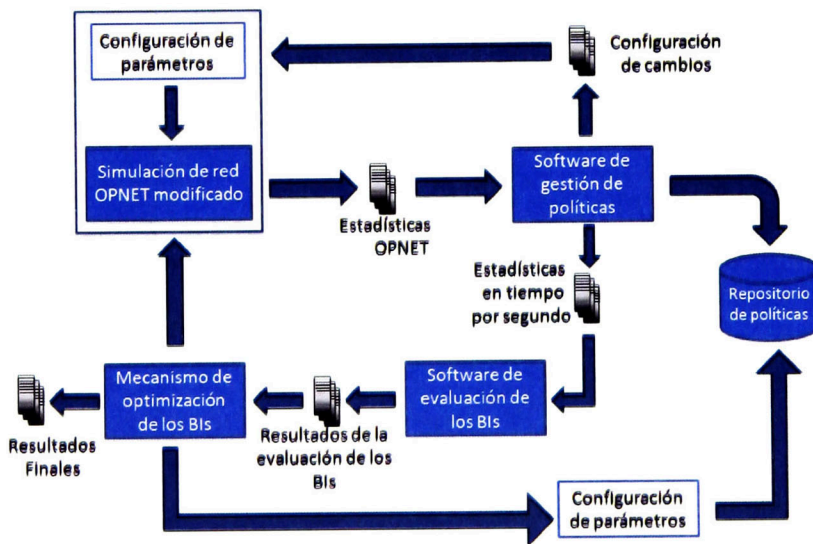 Configuración de
parámetros
Configuración
de cambios
Simulación de red
OPNET modificado
Estadísticas
OPNET
Software de
gestión de
políticas
Estadísticas
en tiempo
por segundo
Repositorio
de políticas
Resultados
Finales
Mecanismo de
optimización
de los BIs
Resultados de la
evaluación de los
BIs
Software de
evaluación de
los BIs
Configuración
de parámetros